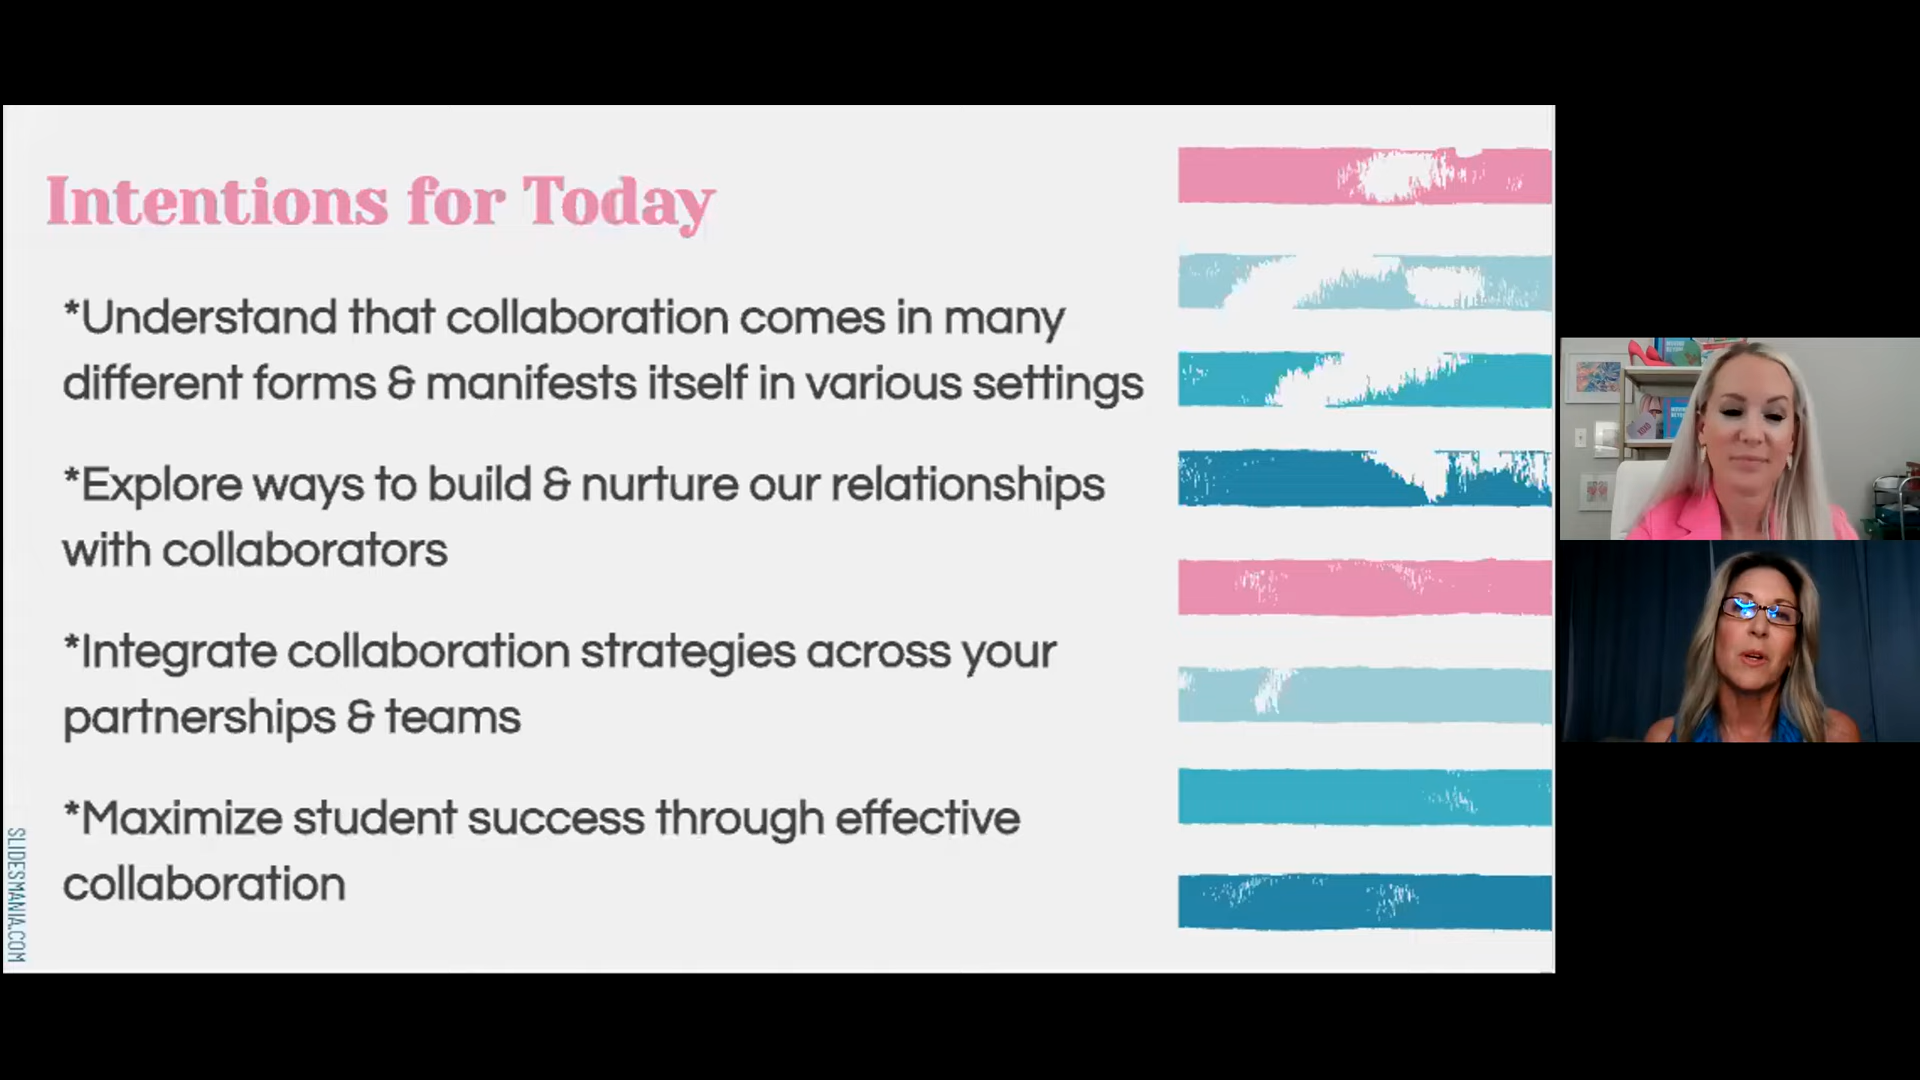 Intentions for Today
*Understand that collaboration comes in many
different forms & manifests itself in various settings
*Explore ways to build & nurture our relationships
with collaborators
*Integrate collaboration strategies across your
partnerships & teams
*Maximize student success through effective
collaboration
SLIDESMANIA.COM